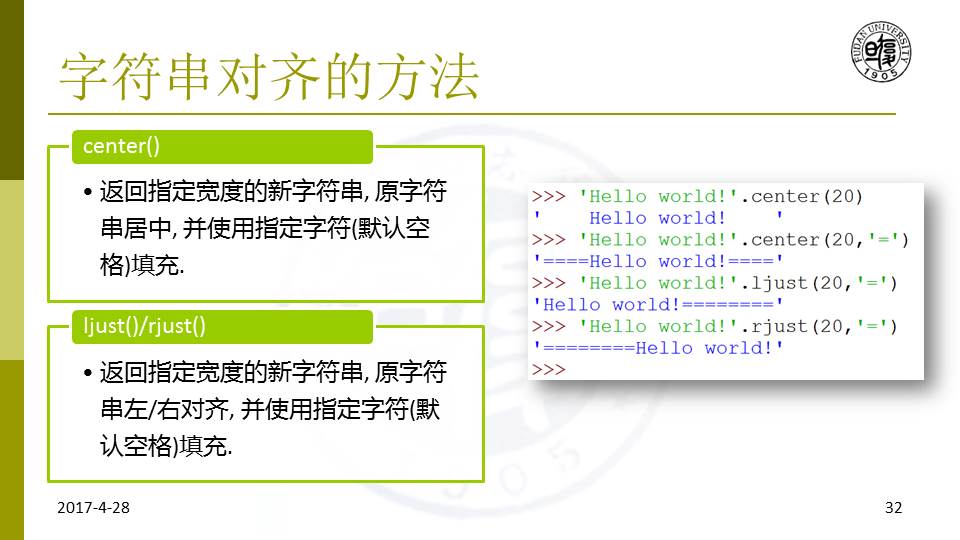 字符串对齐的方法
FUDAN UNIVERSITY
1905
center()
• 返回指定宽度的新字符串, 原字符
串居中, 并使用指定字符(默认空
格)填充.
ljust()/rjust()
• 返回指定宽度的新字符串, 原字符
串左/右对齐, 并使用指定字符(默
认空格)填充.
>>> 'Hello world!'.center(20)
'    Hello world!    '
>>> 'Hello world!'.center(20,'=')
'====Hello world!===='
>>> 'Hello world!'.ljust(20,'=')
'Hello world!========'
>>> 'Hello world!'.rjust(20,'=')
'========Hello world!'
>>>
2017-4-28
32